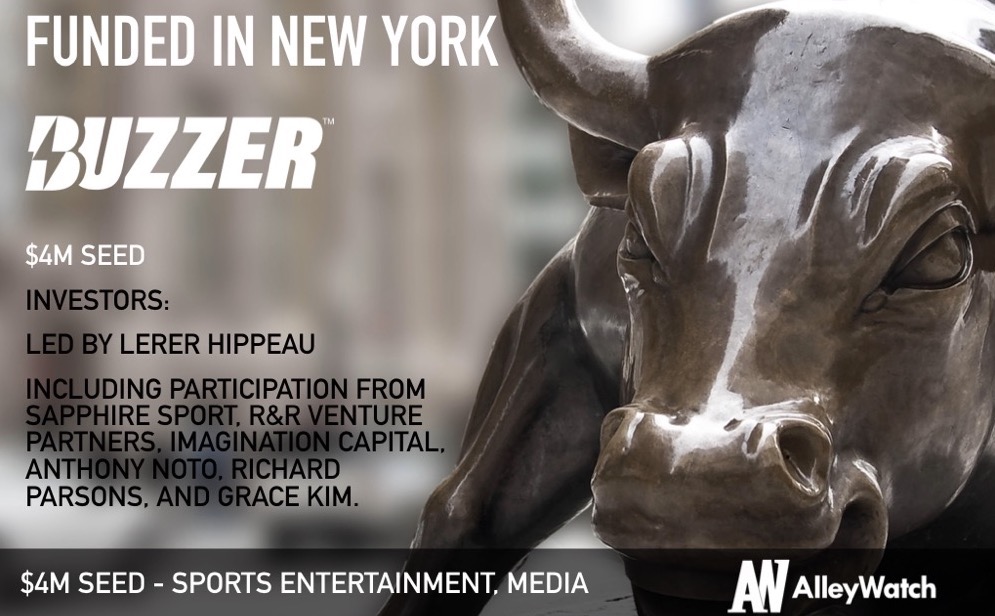 FUNDED IN NEW YORK
BUZZER™
$4M SEED
INVESTORS:
LED BY LERER HIPPEAU
INCLUDING PARTICIPATION FROM
SAPPHIRE SPORT, R&R VENTURE
PARTNERS, IMAGINATION CAPITAL,
ANTHONY NOTO, RICHARD
PARSONS, AND GRACE KIM.
$4M SEED - SPORTS ENTERTAINMENT, MEDIA
AW AlleyWatch